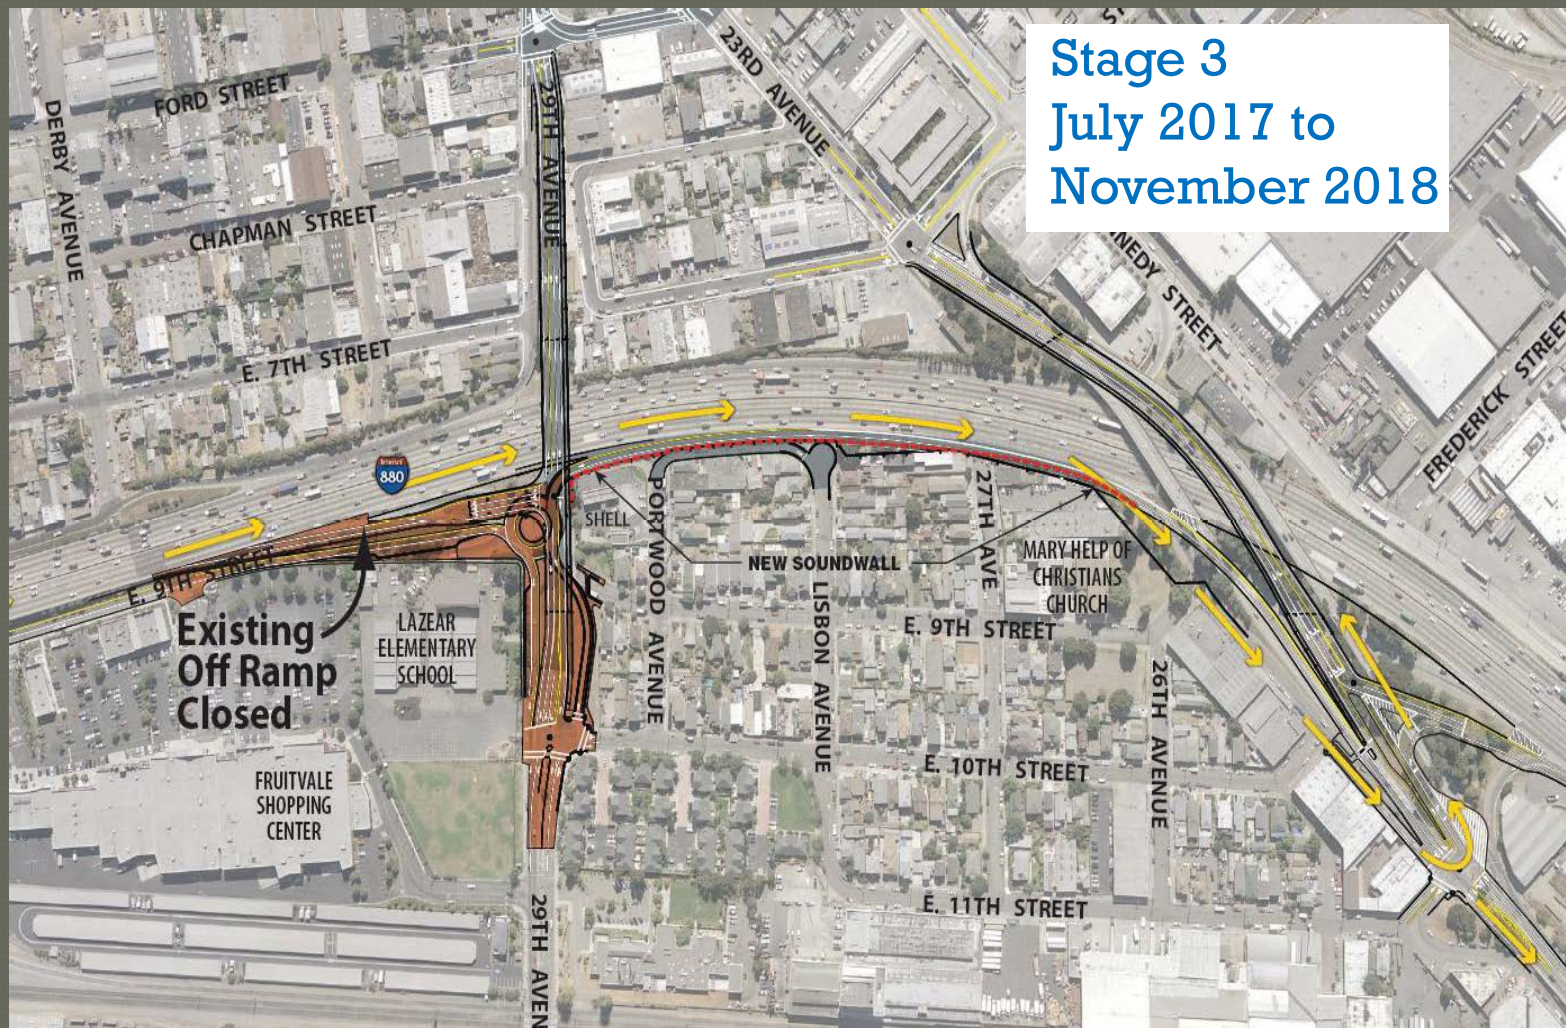 Stage 3
July 2017 to
November 2018
23RD AVENUE
FORD STREET
DERBY AVENUE
29TH AVENUE
CHAPMAN STREET
E. 7TH STREET
STREET
FREDERICK STREET
880
PORTWOOD AVENUE
SHELL
27TH AVE
NEW SOUNDWALL
MARY HELP OF
CHRISTIANS
CHURCH
E. 9TH STREET
Existing
Off Ramp
Closed
LAZEAR
ELEMENTARY
SCHOOL
LISBON AVENUE
E. 9TH STREET
26TH AVENUE
E. 10TH STREET
FRUITVALE
SHOPPING
CENTER
29TH AVEN
E. 11TH STREET